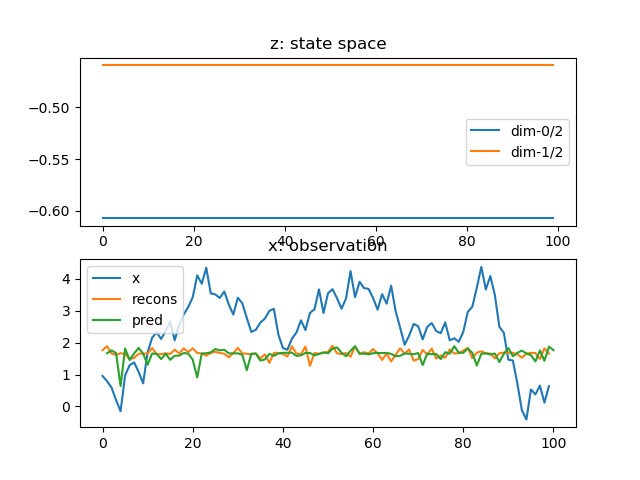 z: state space
−0.50
−0.55
−0.60
dim-0/2
dim-1/2
0 20 40 60 80 100
x: observation
4
3
2
1
0
x
recons
pred
0 20 40 60 80 100